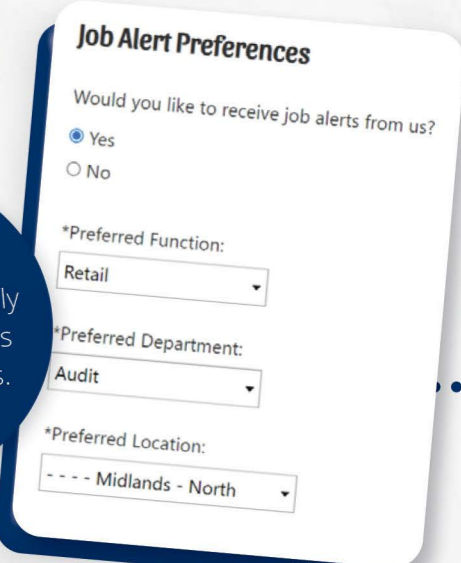 Job Alert Preferences
Would you like to receive job alerts from us?
Yes
No
*Preferred Function:
Retail
*Preferred Department:
Audit
*Preferred Location:
- - - - Midlands - North